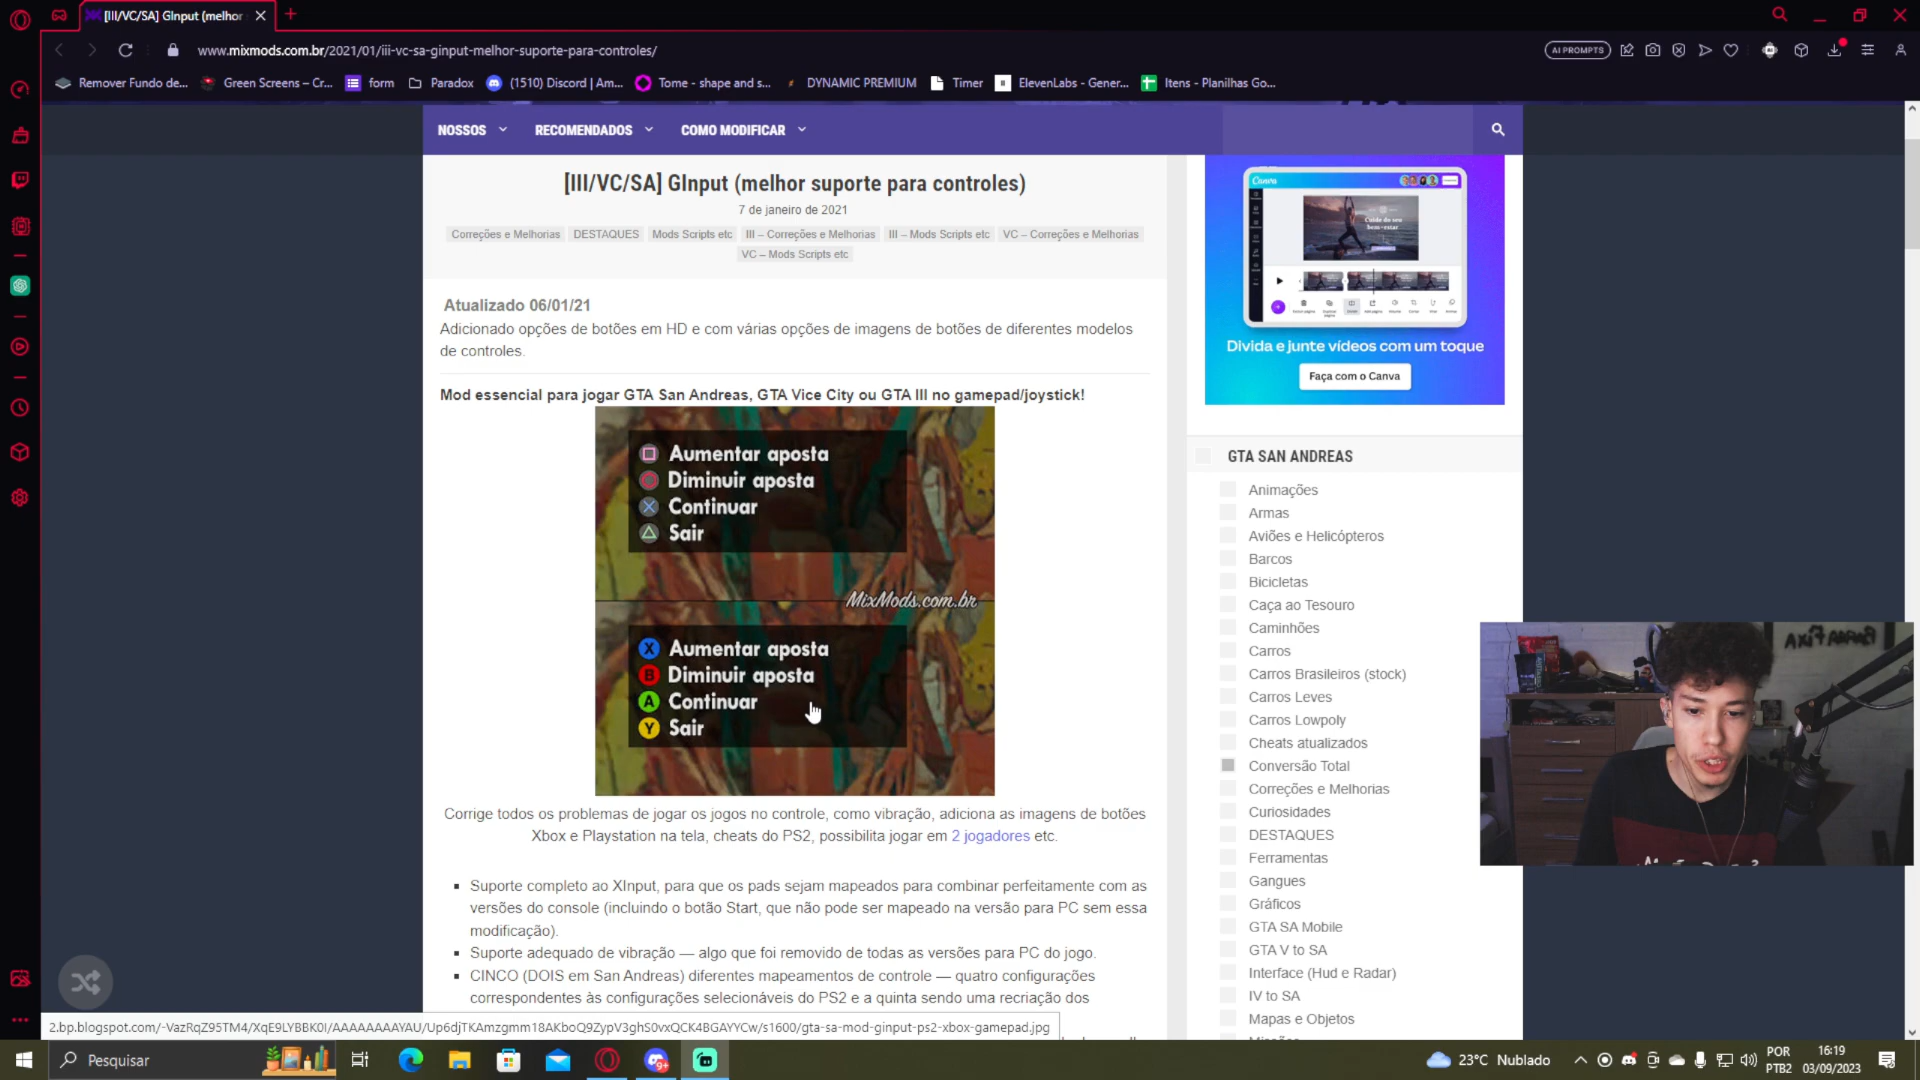 [III/VC/SA] GInput (melhor
www.mixmods.com.br/2021/01/iii-vc-sa-ginput-melhor-suporte-para-controles/
AI PROMPTS
Remover Fundo de...
Green Screens – Cr...
form
Paradox
(1510) Discord | Am...
Tome - shape and s...
DYNAMIC PREMIUM
Timer
ElevenLabs - Gener...
Itens - Planilhas Go...
NOSSOS
RECOMENDADOS
COMO MODIFICAR
[III/VC/SA] GInput (melhor suporte para controles)
7 de janeiro de 2021
Correções e Melhorias
DESTAQUES
Mods Scripts etc
III – Correções e Melhorias
III – Mods Scripts etc
VC – Correções e Melhorias
VC – Mods Scripts etc
Atualizado 06/01/21
Adicionado opções de botões em HD e com várias opções de imagens de botões de diferentes modelos
de controles.
Mod essencial para jogar GTA San Andreas, GTA Vice City ou GTA III no gamepad/joystick!
Aumentar aposta
Diminuir aposta
Continuar
Sair
MixMods.com.br
X Aumentar aposta
B Diminuir aposta
A Continuar
Y Sair
Corrige todos os problemas de jogar os jogos no controle, como vibração, adiciona as imagens de botões
Xbox e Playstation na tela, cheats do PS2, possibilita jogar em 2 jogadores etc.
Suporte completo ao XInput, para que os pads sejam mapeados para combinar perfeitamente com as
versões do console (incluindo o botão Start, que não pode ser mapeado na versão para PC sem essa
modificação).
Suporte adequado de vibração — algo que foi removido de todas as versões para PC do jogo.
CINCO (DOIS em San Andreas) diferentes mapeamentos de controle — quatro configurações
correspondentes às configurações selecionáveis do PS2 e a quinta sendo uma recriação dos
Canva
Cuide do seu
bem-estar
Divida e junte vídeos com um toque
Faça com o Canva
GTA SAN ANDREAS
Animações
Armas
Aviões e Helicópteros
Barcos
Bicicletas
Caça ao Tesouro
Caminhões
Carros
Carros Brasileiros (stock)
Carros Leves
Carros Lowpoly
Cheats atualizados
Conversão Total
Correções e Melhorias
Curiosidades
DESTAQUES
Ferramentas
Gangues
Gráficos
GTA SA Mobile
GTA V to SA
Interface (Hud e Radar)
IV to SA
Mapas e Objetos
2.bp.blogspot.com/-VazRqZ95TM4/XqE9LYBBK0I/AAAAAAAAYAU/Up6djTKAmzgmm18AKboQ9ZypV3ghS0vxQCK4BGAYYCw/s1600/gta-sa-mod-ginput-ps2-xbox-gamepad.jpg
Pesquisar
9+
23°C Nublado
POR
PTB2
16:19
03/09/2023